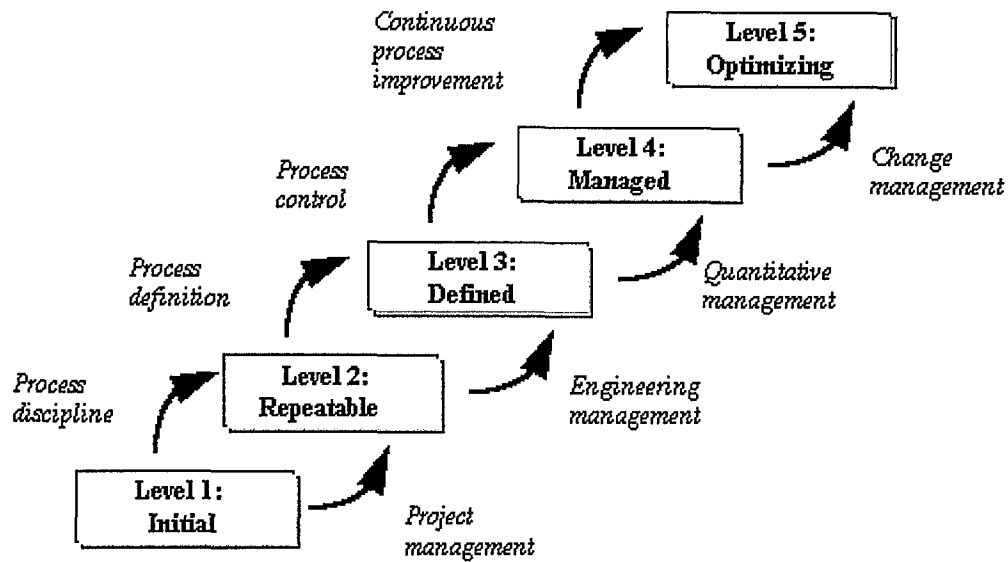 Continuous
process
improvement
Level 5:
Optimizing
Process
control
Level 4:
Managed
Change
management
Process
definition
Level 3:
Defined
Quantitative
management
Process
discipline
Level 2:
Repeatable
Engineering
management
Level 1:
Initial
Project
management